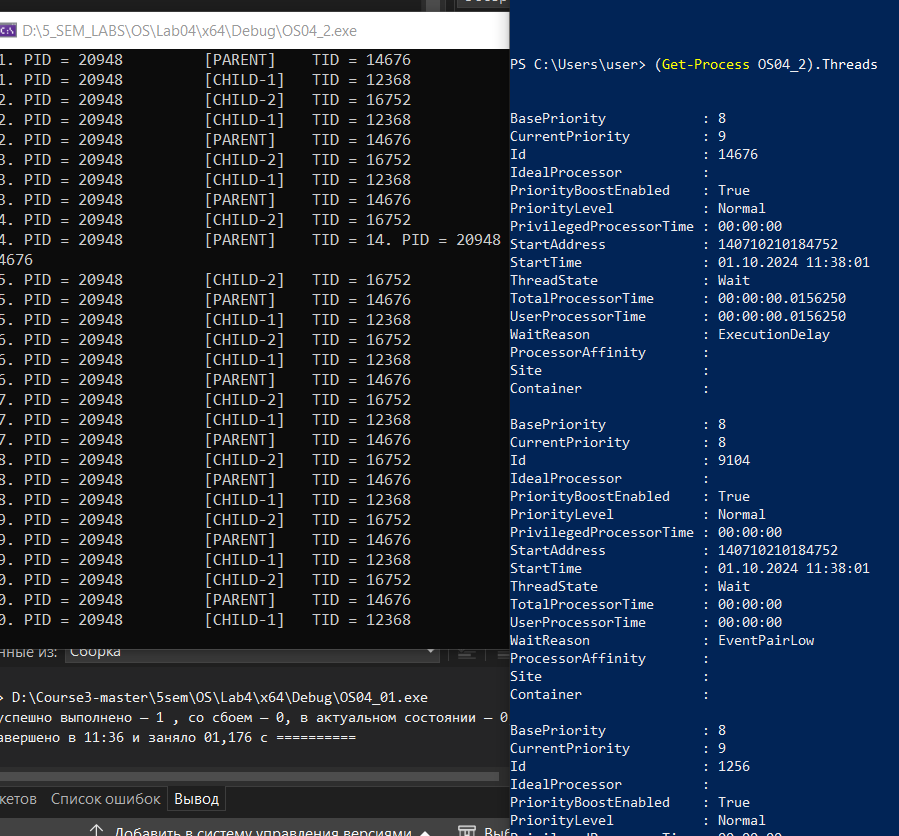 D:\5_SEM_LABS\OS\Lab04\x64\Debug\OS04_2.exe
1. PID = 20948 [PARENT] TID = 14676
1. PID = 20948 [CHILD-1] TID = 12368
2. PID = 20948 [CHILD-2] TID = 16752
2. PID = 20948 [CHILD-1] TID = 12368
2. PID = 20948 [PARENT] TID = 14676
3. PID = 20948 [CHILD-2] TID = 16752
3. PID = 20948 [CHILD-1] TID = 12368
3. PID = 20948 [PARENT] TID = 14676
4. PID = 20948 [CHILD-2] TID = 16752
4. PID = 20948 [PARENT] TID = 14. PID = 20948
4676
5. PID = 20948 [CHILD-2] TID = 16752
5. PID = 20948 [PARENT] TID = 14676
5. PID = 20948 [CHILD-1] TID = 12368
6. PID = 20948 [CHILD-2] TID = 16752
6. PID = 20948 [CHILD-1] TID = 12368
6. PID = 20948 [PARENT] TID = 14676
7. PID = 20948 [CHILD-2] TID = 16752
7. PID = 20948 [CHILD-1] TID = 12368
7. PID = 20948 [PARENT] TID = 14676
8. PID = 20948 [CHILD-2] TID = 16752
8. PID = 20948 [PARENT] TID = 14676
8. PID = 20948 [CHILD-1] TID = 12368
9. PID = 20948 [CHILD-2] TID = 16752
9. PID = 20948 [PARENT] TID = 14676
9. PID = 20948 [CHILD-1] TID = 12368
0. PID = 20948 [CHILD-2] TID = 16752
0. PID = 20948 [PARENT] TID = 14676
0. PID = 20948 [CHILD-1] TID = 12368
нные из: Сборка
> D:\Course3-master\5sem\OS\Lab4\x64\Debug\OS04_01.exe
успешно выполнено — 1 , со сбоем — 0, в актуальном состоянии — 0
авершено в 11:36 и заняло 01,176 с ==========
кетов Список ошибок Вывод
Добавить в систему управления версиями
PS C:\Users\user> (Get-Process OS04_2).Threads
BasePriority : 8
CurrentPriority : 9
Id : 14676
IdealProcessor :
PriorityBoostEnabled : True
PriorityLevel : Normal
PrivilegedProcessorTime : 00:00:00
StartAddress : 140710210184752
StartTime : 01.10.2024 11:38:01
ThreadState : Wait
TotalProcessorTime : 00:00:00.0156250
UserProcessorTime : 00:00:00.0156250
WaitReason : ExecutionDelay
ProcessorAffinity :
Site :
Container :
BasePriority : 8
CurrentPriority : 8
Id : 9104
IdealProcessor :
PriorityBoostEnabled : True
PriorityLevel : Normal
PrivilegedProcessorTime : 00:00:00
StartAddress : 140710210184752
StartTime : 01.10.2024 11:38:01
ThreadState : Wait
TotalProcessorTime : 00:00:00
UserProcessorTime : 00:00:00
WaitReason : EventPairLow
ProcessorAffinity :
Site :
Container :
BasePriority : 8
CurrentPriority : 9
Id : 1256
IdealProcessor :
PriorityBoostEnabled : True
PriorityLevel : Normal